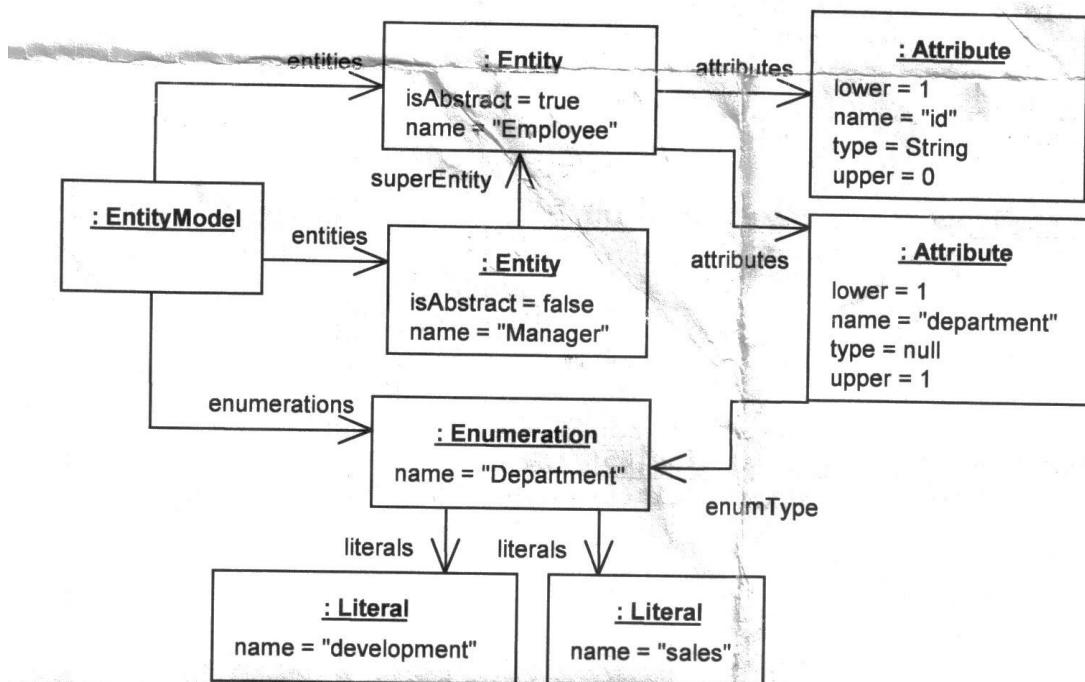 entities
: Entity
isAbstract = true
name = "Employee"
attributes
: Attribute
lower = 1
name = "id"
type = String
upper = 0
superEntity
: EntityModel
entities
: Entity
isAbstract = false
name = "Manager"
attributes
: Attribute
lower = 1
name = "department"
type = null
upper = 1
enumerations
: Enumeration
name = "Department"
enumType
literals
literals
: Literal
name = "development"
: Literal
name = "sales"